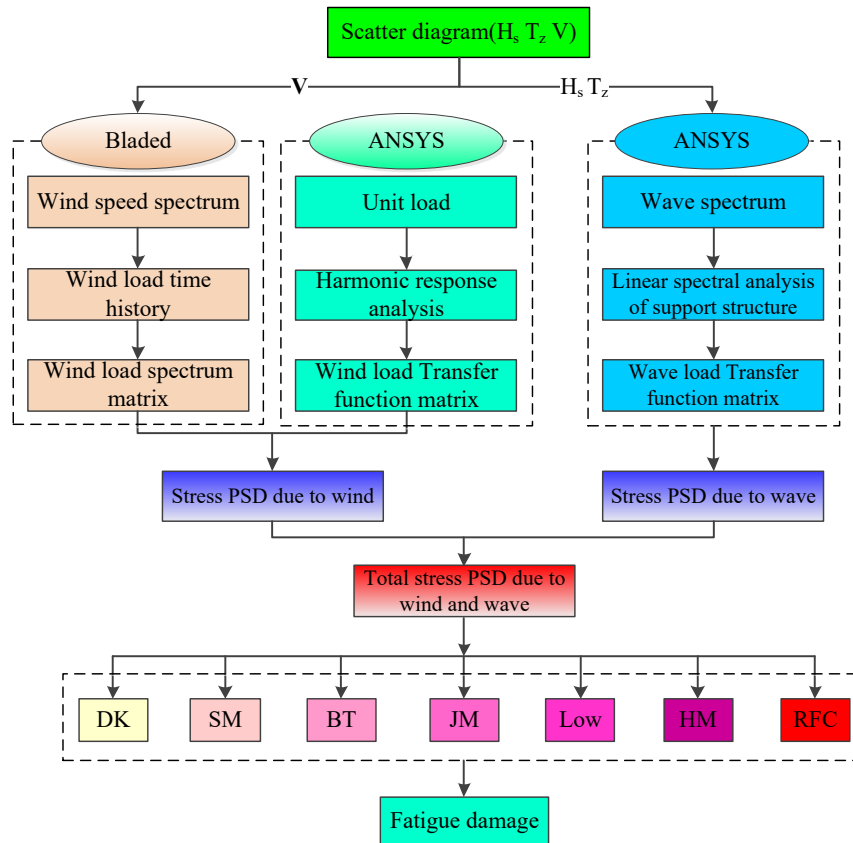 Scatter diagram(Hs Tz V)
V
Hs Tz
Bladed
ANSYS
ANSYS
Wind speed spectrum
Unit load
Wave spectrum
Wind load time
history
Harmonic response
analysis
Linear spectral analysis
of support structure
Wind load spectrum
matrix
Wind load Transfer
function matrix
Wave load Transfer
function matrix
Stress PSD due to wind
Stress PSD due to wave
Total stress PSD due to
wind and wave
DK
SM
BT
JM
Low
HM
RFC
Fatigue damage